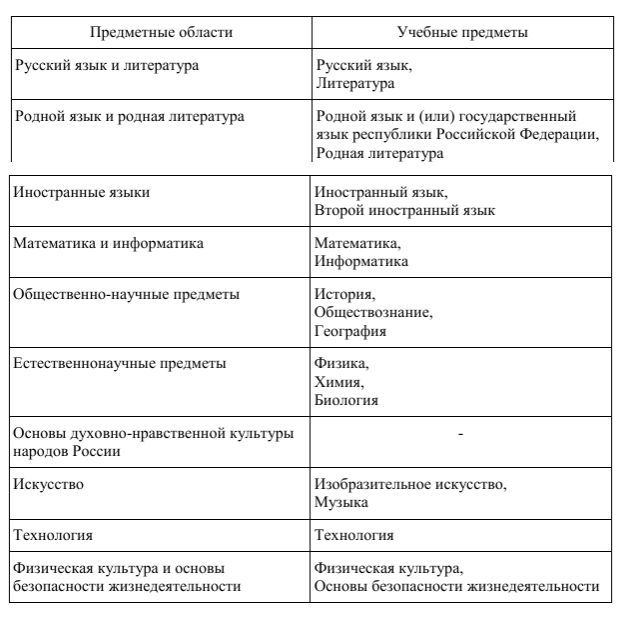 Предметные области
Учебные предметы
Русский язык и литература
Русский язык,
Литература
Родной язык и родная литература
Родной язык и (или) государственный
язык республики Российской Федерации,
Родная литература
Иностранные языки
Иностранный язык,
Второй иностранный язык
Математика и информатика
Математика,
Информатика
Общественно-научные предметы
История,
Обществознание,
География
Естественнонаучные предметы
Физика,
Химия,
Биология
Основы духовно-нравственной культуры
народов России
-
Искусство
Изобразительное искусство,
Музыка
Технология
Технология
Физическая культура и основы
безопасности жизнедеятельности
Физическая культура,
Основы безопасности жизнедеятельности